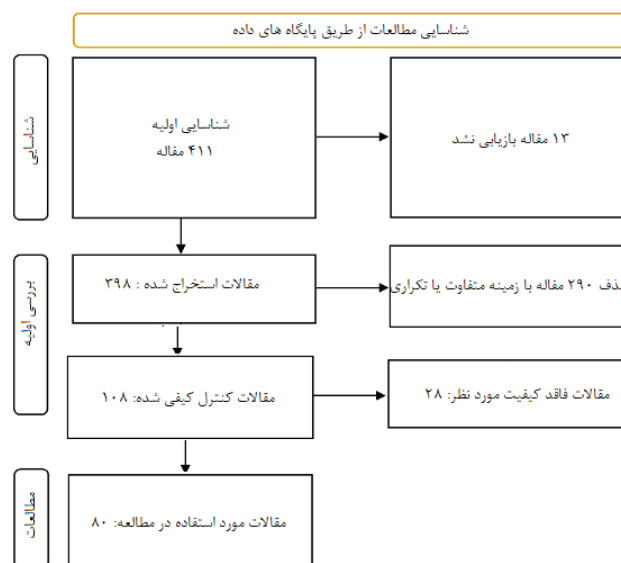 شناسایی مطالعات از طریق پایگاه های داده
شناسایی
شناسایی اولیه
۴۱۱ مقاله
۱۳ مقاله بازیابی نشد
بررسی اولیه
مقالات استخراج شده : ۳۹۸
۲۹۰ مقاله با زمینه متفاوت یا تکراری
مقالات کنترل کیفی شده: ۱۰۸
مقالات فاقد کیفیت مورد نظر: ۲۸
مطالعات
مقالات مورد استفاده در مطالعه: ۸۰